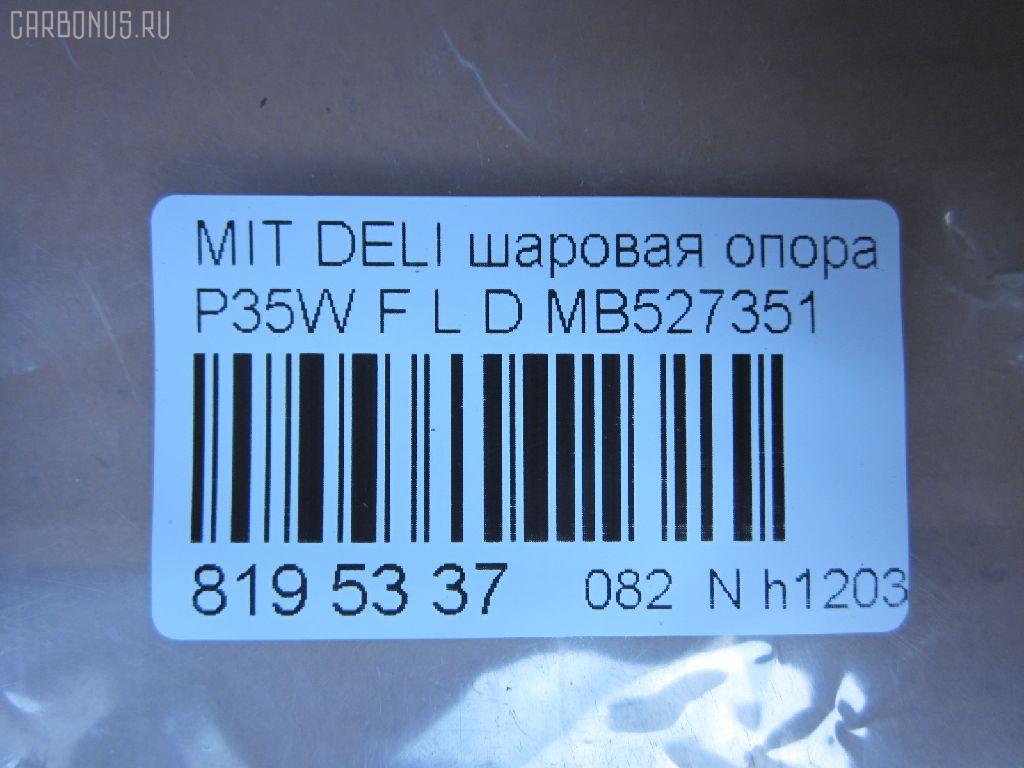 CARBONUS.RU
MIT DELI шаровая опора
P35W F L D MB527351
819 53 37 082 N h1203